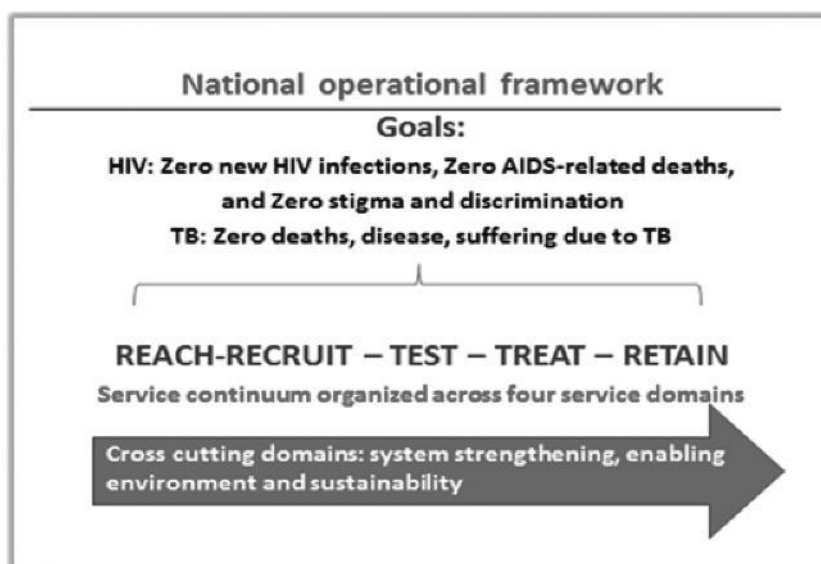 National operational framework
Goals:
HIV: Zero new HIV infections, Zero AIDS-related deaths,
and Zero stigma and discrimination
TB: Zero deaths, disease, suffering due to TB
REACH-RECRUIT – TEST – TREAT – RETAIN
Service continuum organized across four service domains
Cross cutting domains: system strengthening, enabling
environment and sustainability